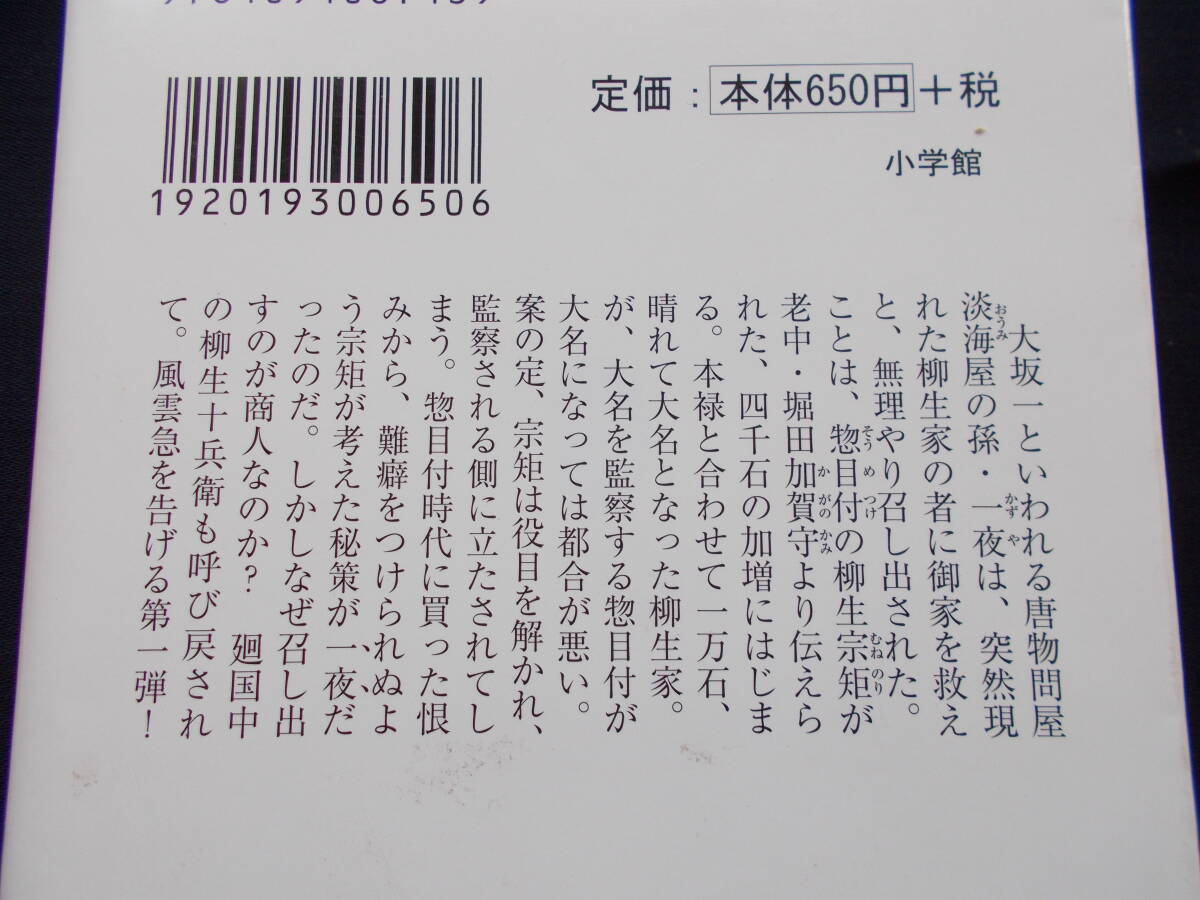 1920193006506
定価：本体650円＋税
小学館
大坂一といわれる唐物問屋
淡海屋の孫・一夜は、突然現
れた柳生家の者に御家を救え
と、無理やり召し出された。
ことは、惣目付の柳生宗矩が
老中・堀田加賀守より伝えら
れた、四千石の加増にはじま
る。本禄と合わせて一万石、
晴れて大名となった柳生家。
が、大名を監察する惣目付が
大名になっては都合が悪い。
案の定、宗矩は役目を解かれ、
監察される側に立たされてし
まう。惣目付時代に買った恨
みから、難癖をつけられぬよ
う宗矩が考えた秘策が一夜だ
ったのだ。しかしなぜ召し出
すのが商人なのか？　廻国中
の柳生十兵衛も呼び戻され
て。風雲急を告げる第一弾！